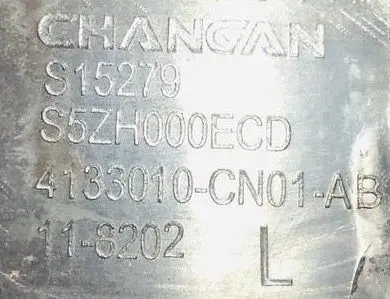 CHANGAN
S15279
S5ZH000ECD
4133010-CN01-AB
11-8202
L